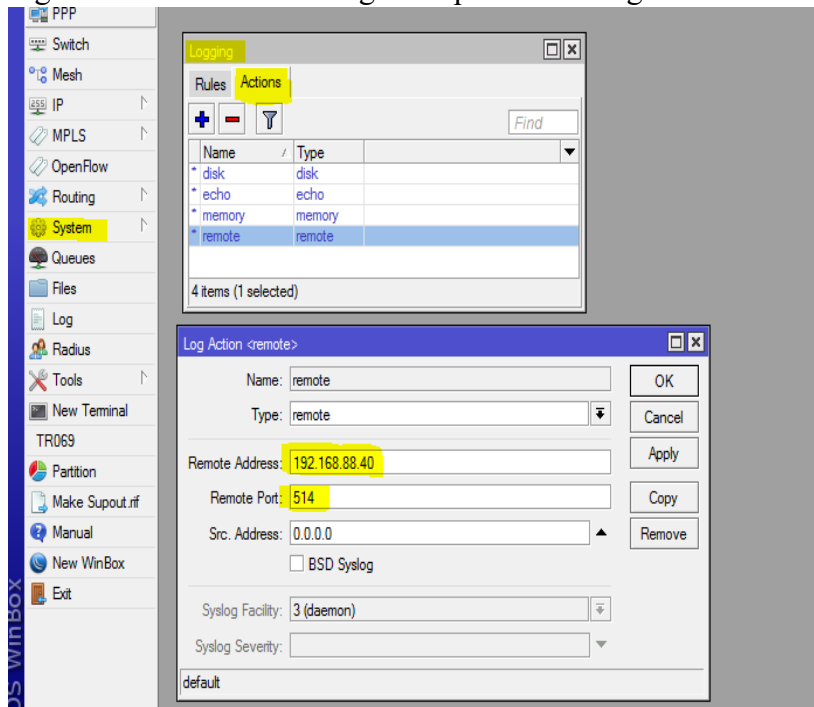 PPP
Switch
Mesh
255
IP
MPLS
OpenFlow
Routing
System
Queues
Files
Log
Radius
Tools
New Terminal
TR069
Partition
Make Supout.rif
Manual
New WinBox
Exit
OS WinBox
Logging
Rules Actions
Find
Name / Type
* disk disk
* echo echo
* memory memory
* remote remote
4 items (1 selected)
Log Action <remote>
Name: remote
Type: remote
Remote Address: 192.168.88.40
Remote Port: 514
Src. Address: 0.0.0.0
BSD Syslog
Syslog Facility: 3 (daemon)
Syslog Severity:
default
OK
Cancel
Apply
Copy
Remove